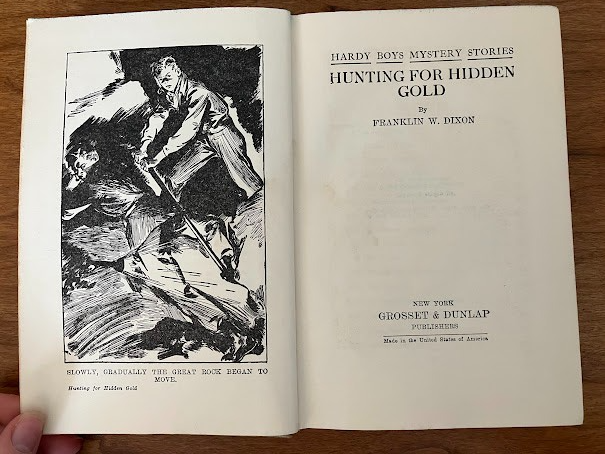 SLOWLY, GRADUALLY THE GREAT ROCK BEGAN TO
MOVE.
Hunting for Hidden Gold
HARDY BOYS MYSTERY STORIES
HUNTING FOR HIDDEN
GOLD
By
FRANKLIN W. DIXON
NEW YORK
GROSSET & DUNLAP
PUBLISHERS
Made in the United States of America